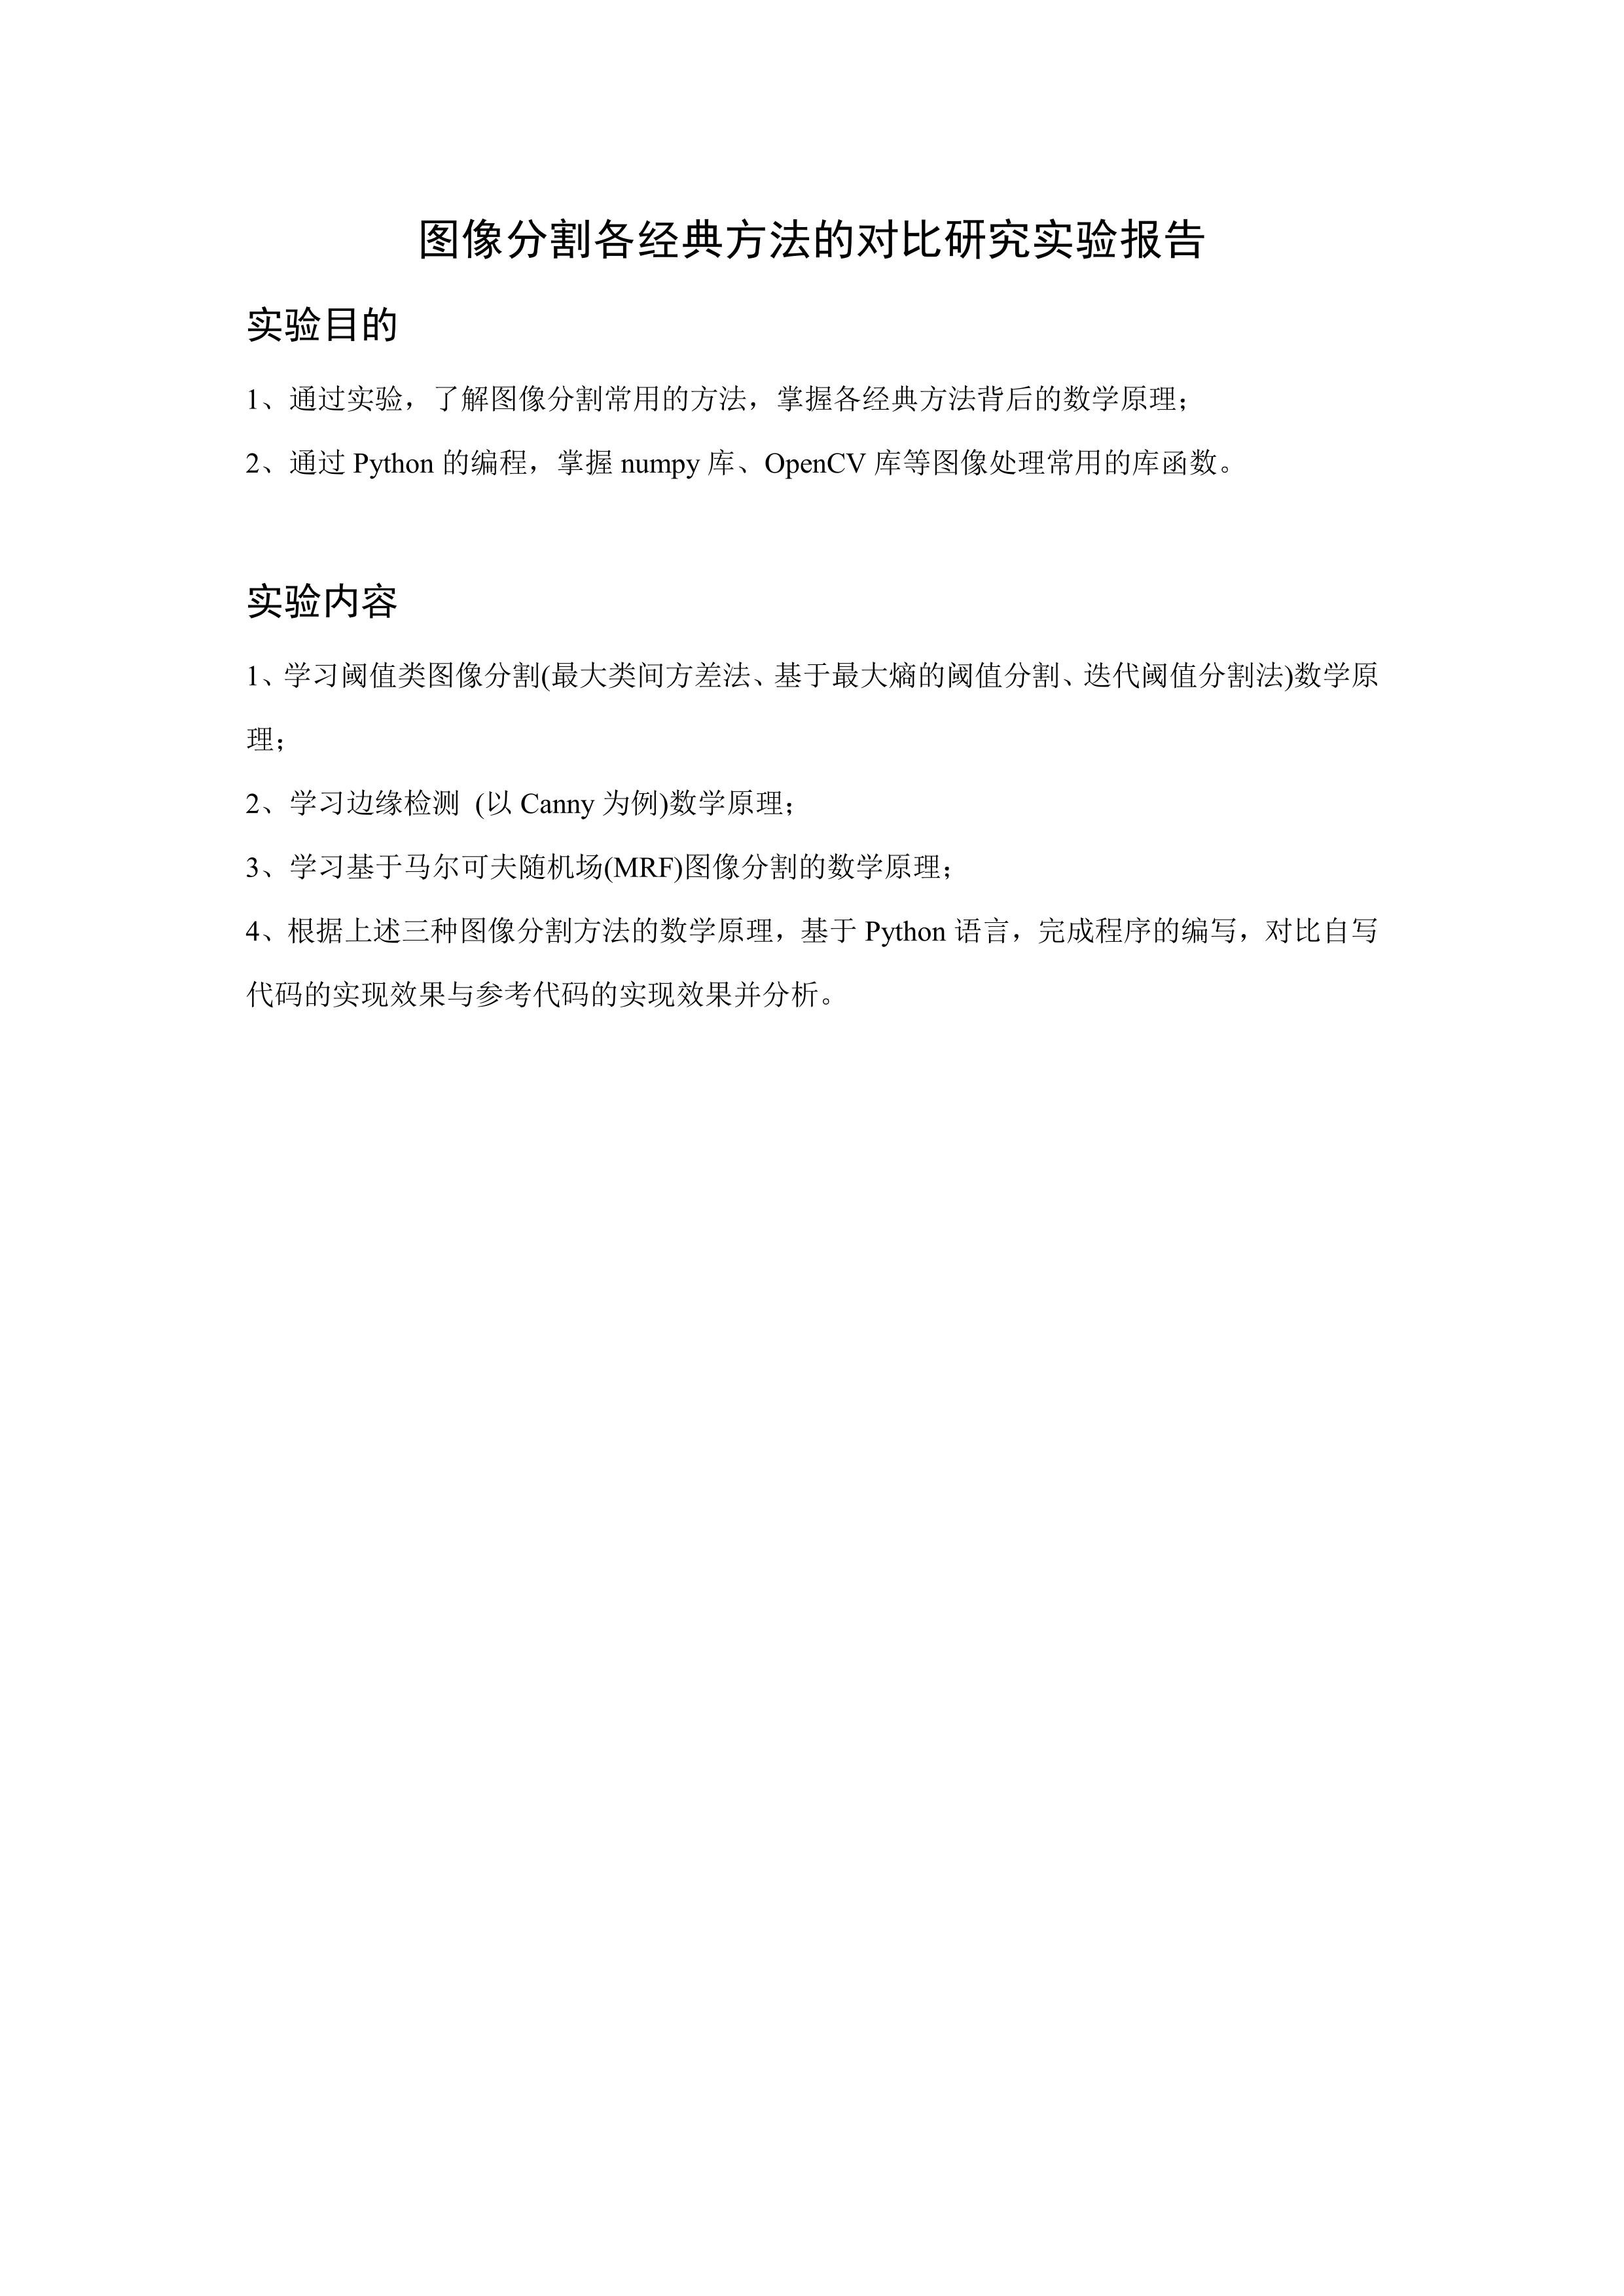 图像分割各经典方法的对比研究实验报告
实验目的
1、通过实验，了解图像分割常用的方法，掌握各经典方法背后的数学原理；
2、通过 Python 的编程，掌握 numpy 库、OpenCV 库等图像处理常用的库函数。
实验内容
1、学习阈值类图像分割(最大类间方差法、基于最大熵的阈值分割、迭代阈值分割法)数学原
理；
2、学习边缘检测 (以 Canny 为例)数学原理；
3、学习基于马尔可夫随机场(MRF)图像分割的数学原理；
4、根据上述三种图像分割方法的数学原理，基于 Python 语言，完成程序的编写，对比自写
代码的实现效果与参考代码的实现效果并分析。